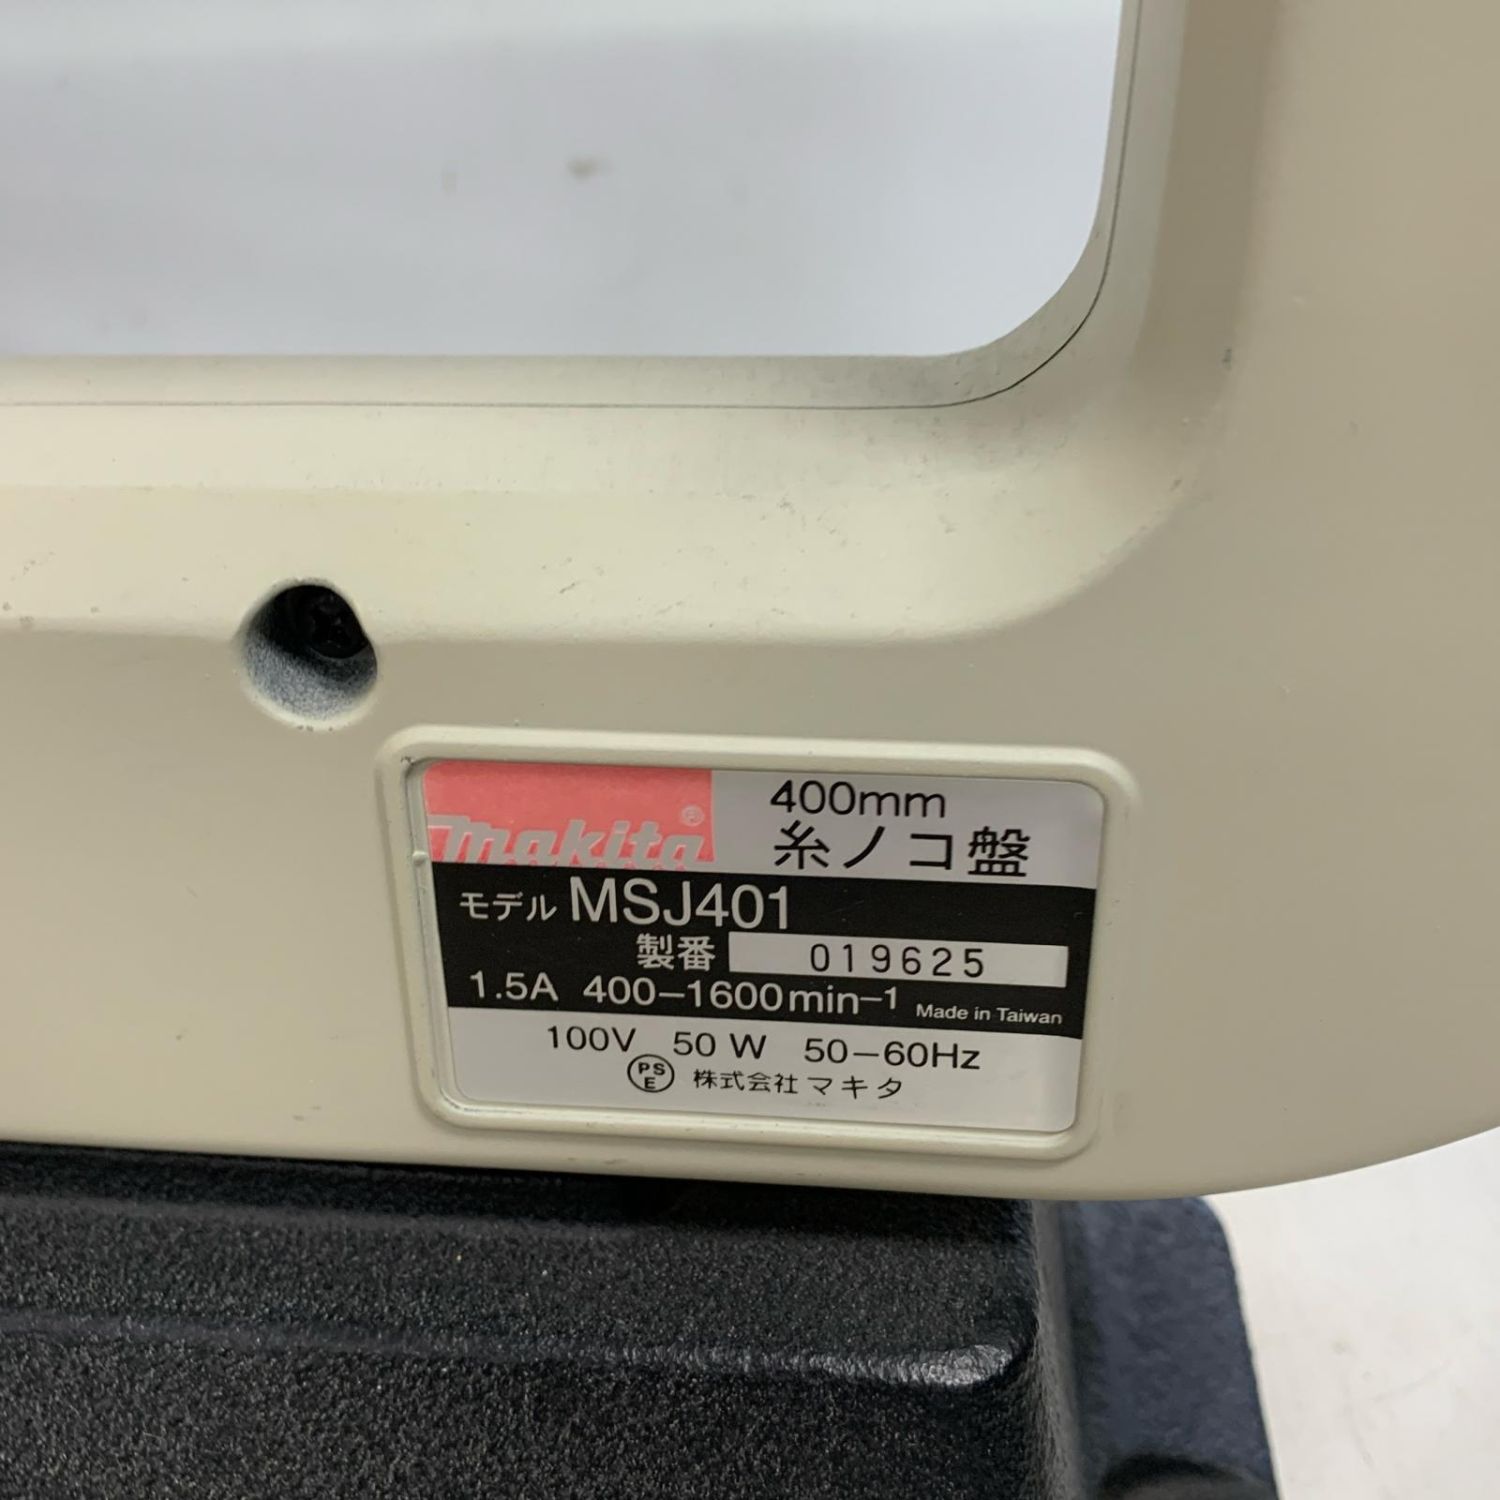 makita®
400mm
糸ノコ盤
モデル MSJ401
製番 019625
1.5A 400-1600min-1 Made in Taiwan
100V 50W 50-60Hz
PSE 株式会社マキタ